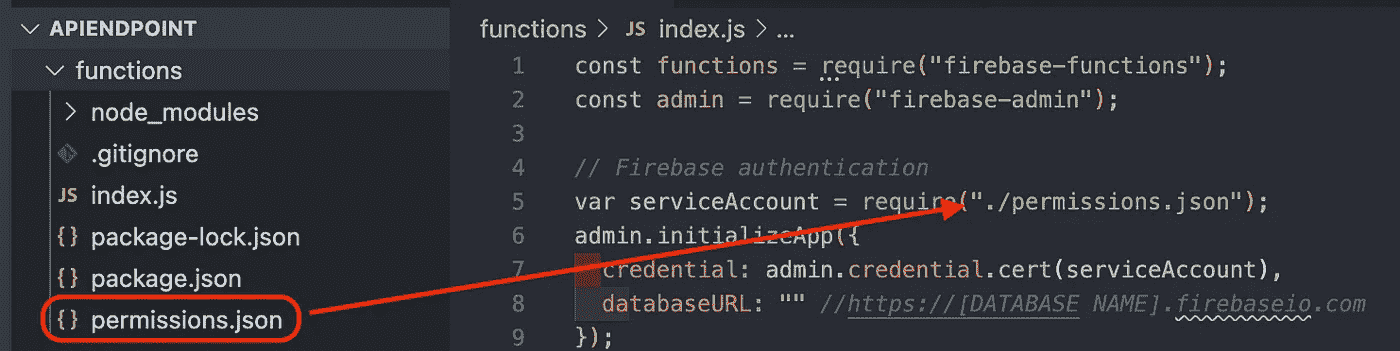 APIENDPOINT
functions
node_modules
.gitignore
JS index.js
{} package-lock.json
{} package.json
{} permissions.json
functions > JS index.js > ...
1 const functions = require("firebase-functions");
2 const admin = require("firebase-admin");
3
4 // Firebase authentication
5 var serviceAccount = require("./permissions.json");
6 admin.initializeApp({
7 credential: admin.credential.cert(serviceAccount),
8 databaseURL: "" //https://[DATABASE NAME].firebaseio.com
9 });